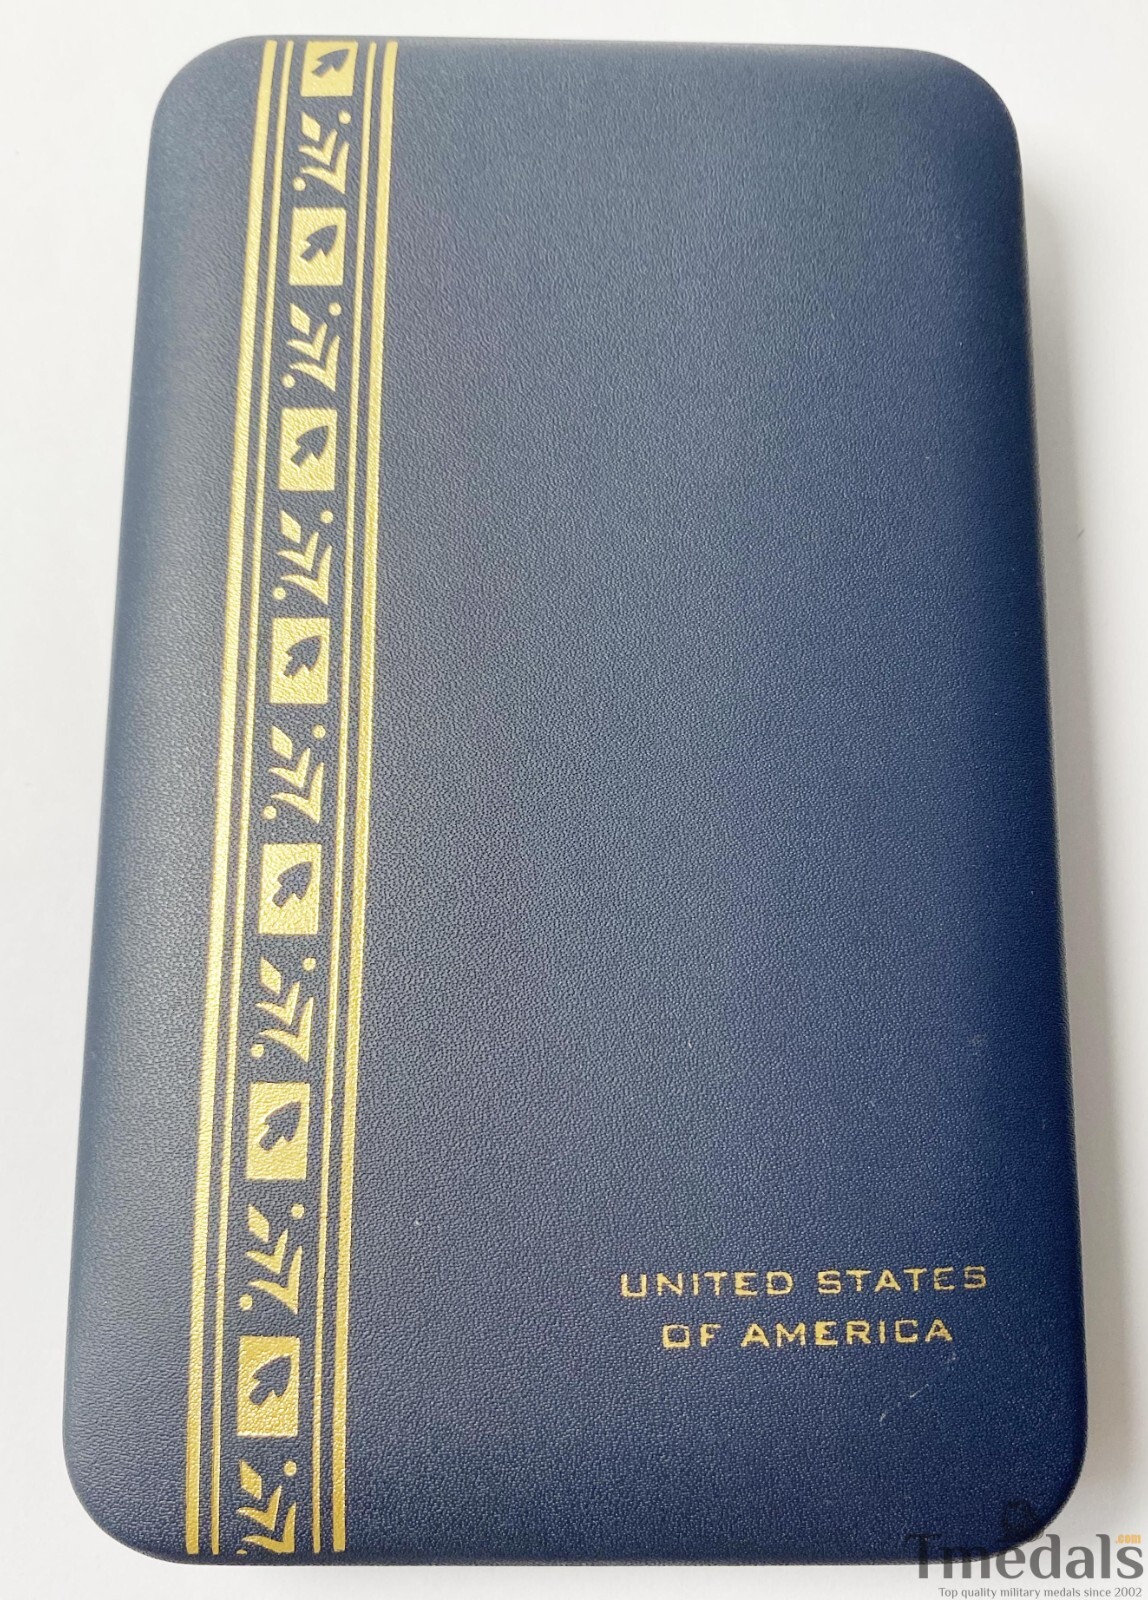 UNITED STATES
OF AMERICA
Tmedals.com
Top quality military medals since 2002